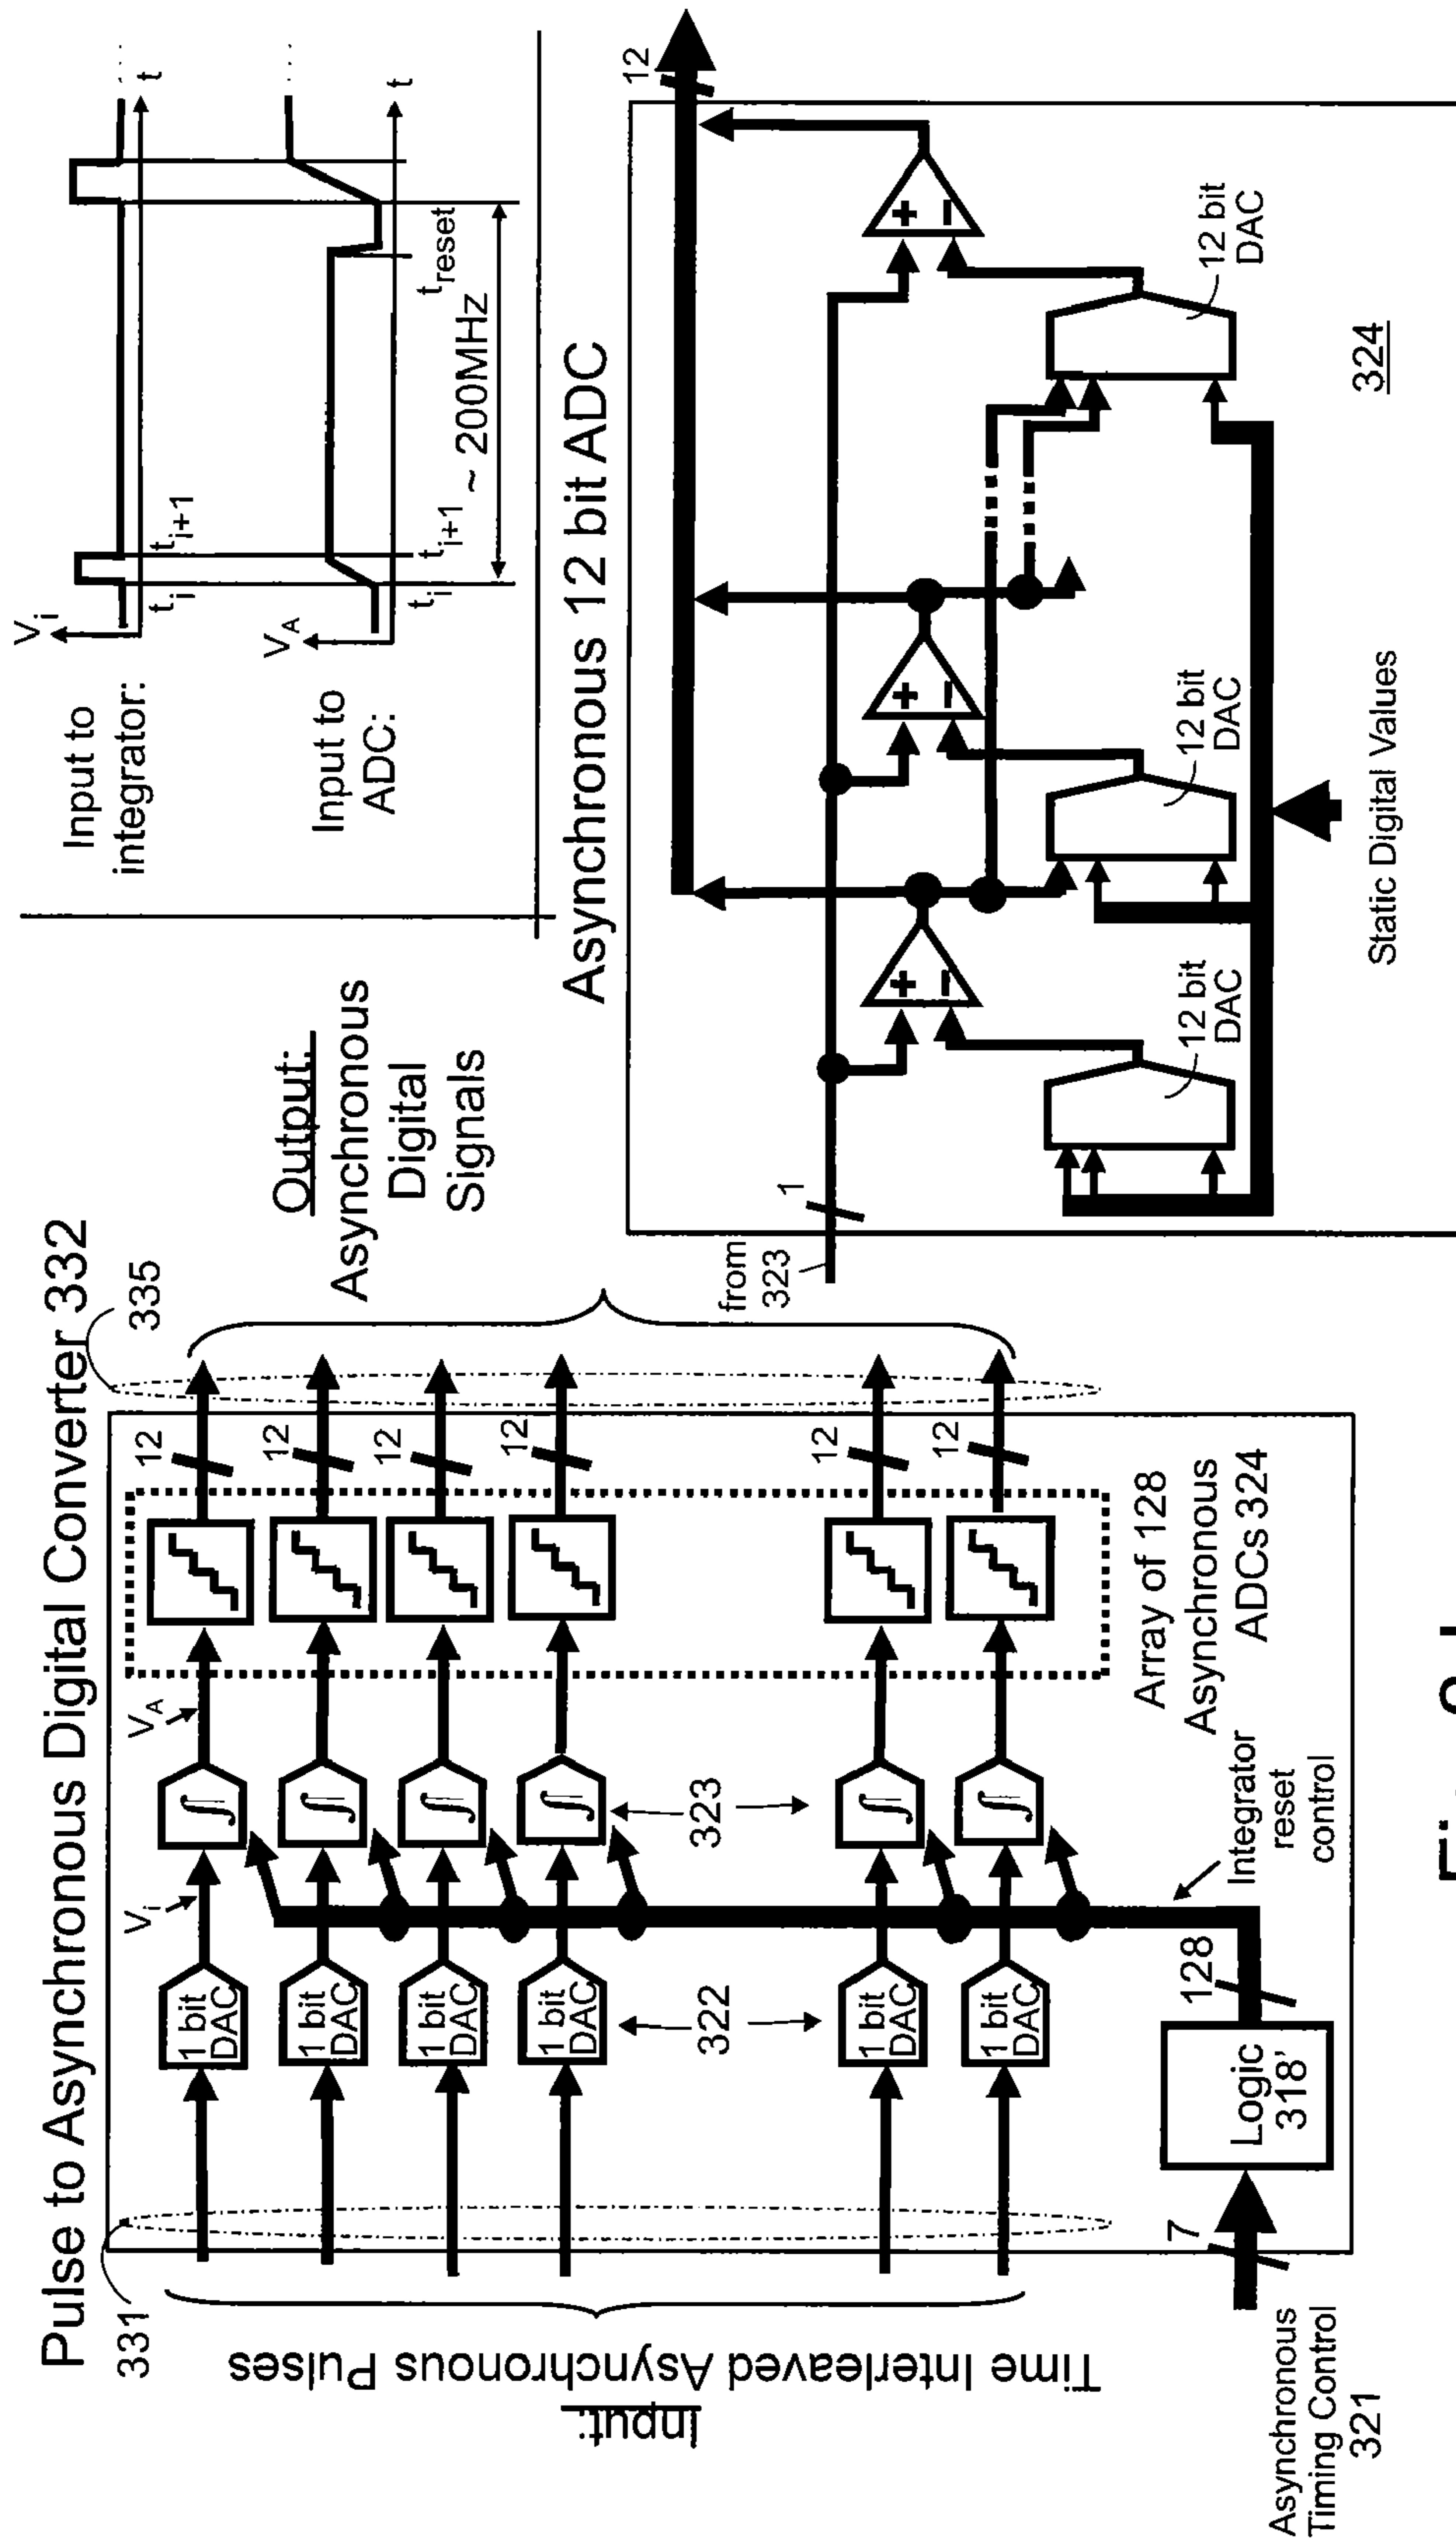 Pulse to Asynchronous Digital Converter 332
331
335
Input:
Time Interleaved Asynchronous Pulses
1 bit
DAC
1 bit
DAC
1 bit
DAC
1 bit
DAC
1 bit
DAC
1 bit
DAC
322
Vi
VA
∫
∫
∫
∫
∫
∫
323
12
12
12
12
12
12
Array of 128
Asynchronous
ADCs 324
Integrator
reset
control
128
Logic
318'
7
Asynchronous
Timing Control
321
Output:
Asynchronous
Digital
Signals
Input to
integrator:
Vi
ti
ti+1
t
Input to
ADC:
VA
ti
ti+1
treset
t
~ 200MHz
Asynchronous 12 bit ADC
12
from
323
1
+
−
+
−
+
−
12 bit
DAC
12 bit
DAC
12 bit
DAC
Static Digital Values
324